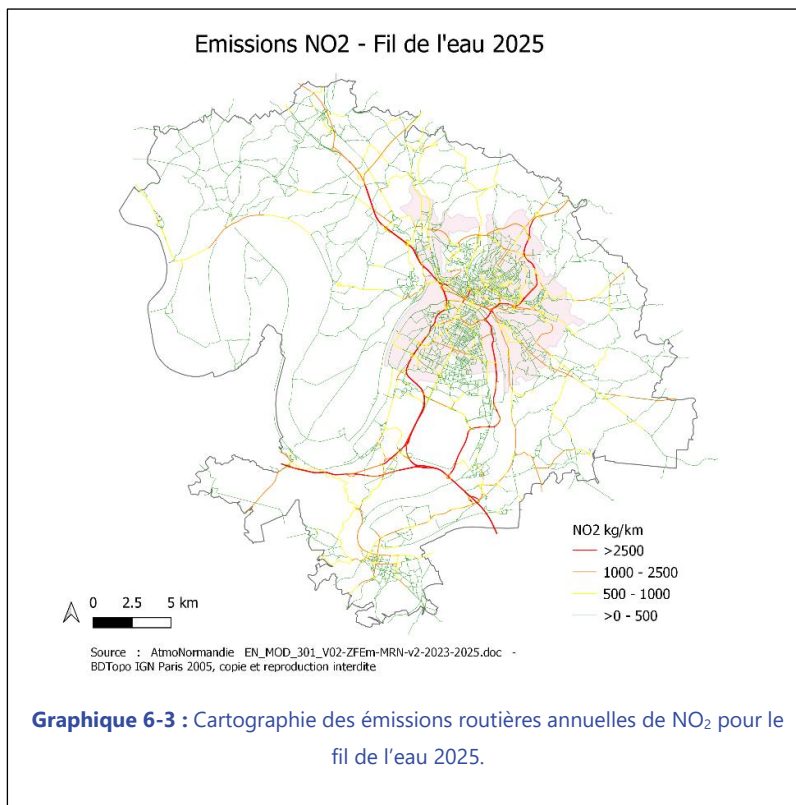 Emissions NO2 - Fil de l'eau 2025
NO2 kg/km
>2500
1000 - 2500
500 - 1000
>0 - 500
0 2.5 5 km
Source : AtmoNormandie EN_MOD_301_V02-ZFEm-MRN-v2-2023-2025.doc -
BDTopo IGN Paris 2005, copie et reproduction interdite
Graphique 6-3 : Cartographie des émissions routières annuelles de NO₂ pour le
fil de l’eau 2025.